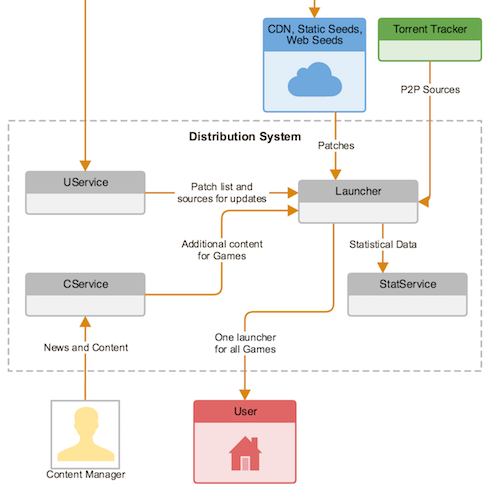 CDN, Static Seeds,
Web Seeds
Torrent Tracker
P2P Sources
Distribution System
Patches
UService
Patch list and
sources for updates
Launcher
Additional content
for Games
Statistical Data
CService
StatService
One launcher
for all Games
News and Content
User
Content Manager